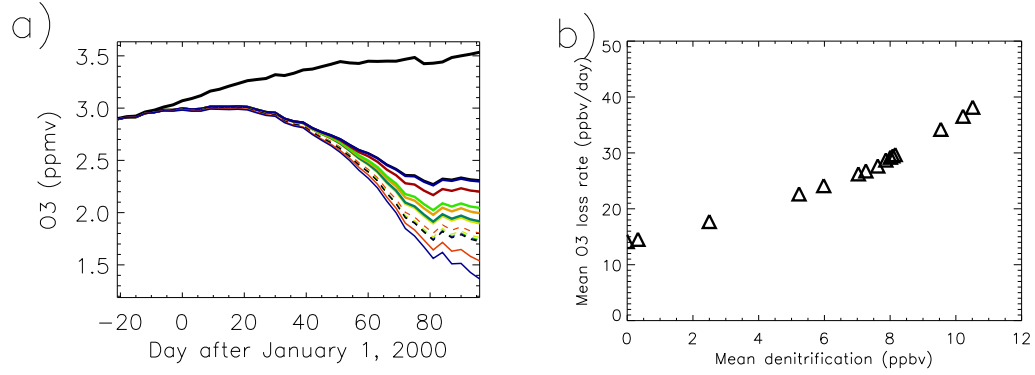 a)
3.5
3.0
2.5
2.0
1.5
O3 (ppmv)
-20 0 20 40 60 80
Day after January 1, 2000
b)
50
40
30
20
10
0
Mean O3 loss rate (ppbv/day)
0 2 4 6 8 10 12
Mean denitrification (ppbv)